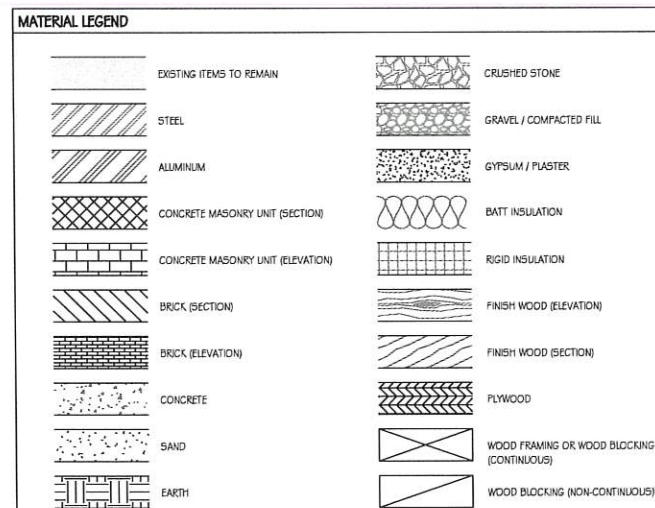 MATERIAL LEGEND
EXISTING ITEMS TO REMAIN
STEEL
ALUMINUM
CONCRETE MASONRY UNIT (SECTION)
CONCRETE MASONRY UNIT (ELEVATION)
BRICK (SECTION)
BRICK (ELEVATION)
CONCRETE
SAND
EARTH
CRUSHED STONE
GRAVEL / COMPACTED FILL
GYPSUM / PLASTER
BATT INSULATION
RIGID INSULATION
FINISH WOOD (ELEVATION)
FINISH WOOD (SECTION)
PLYWOOD
WOOD FRAMING OR WOOD BLOCKING
(CONTINUOUS)
WOOD BLOCKING (NON-CONTINUOUS)